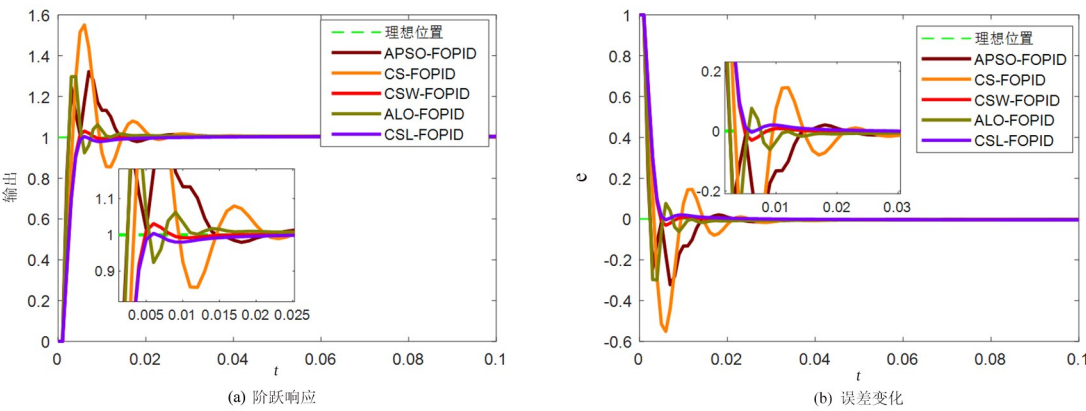 1.6
1.4
1.2
1.0
0.8
0.6
0.4
0.2
0
输出
理想位置
APSO-FOPID
CS-FOPID
CSW-FOPID
ALO-FOPID
CSL-FOPID
1.1
1
0.9
0.005 0.01 0.015 0.02 0.025
0 0.02 0.04 0.06 0.08 0.1
t
(a) 阶跃响应
1
0.8
0.6
0.4
0.2
0
-0.2
-0.4
-0.6
e
理想位置
APSO-FOPID
CS-FOPID
CSW-FOPID
ALO-FOPID
CSL-FOPID
0.2
0
-0.2
0.01 0.02 0.03
0 0.02 0.04 0.06 0.08 0.1
t
(b) 误差变化